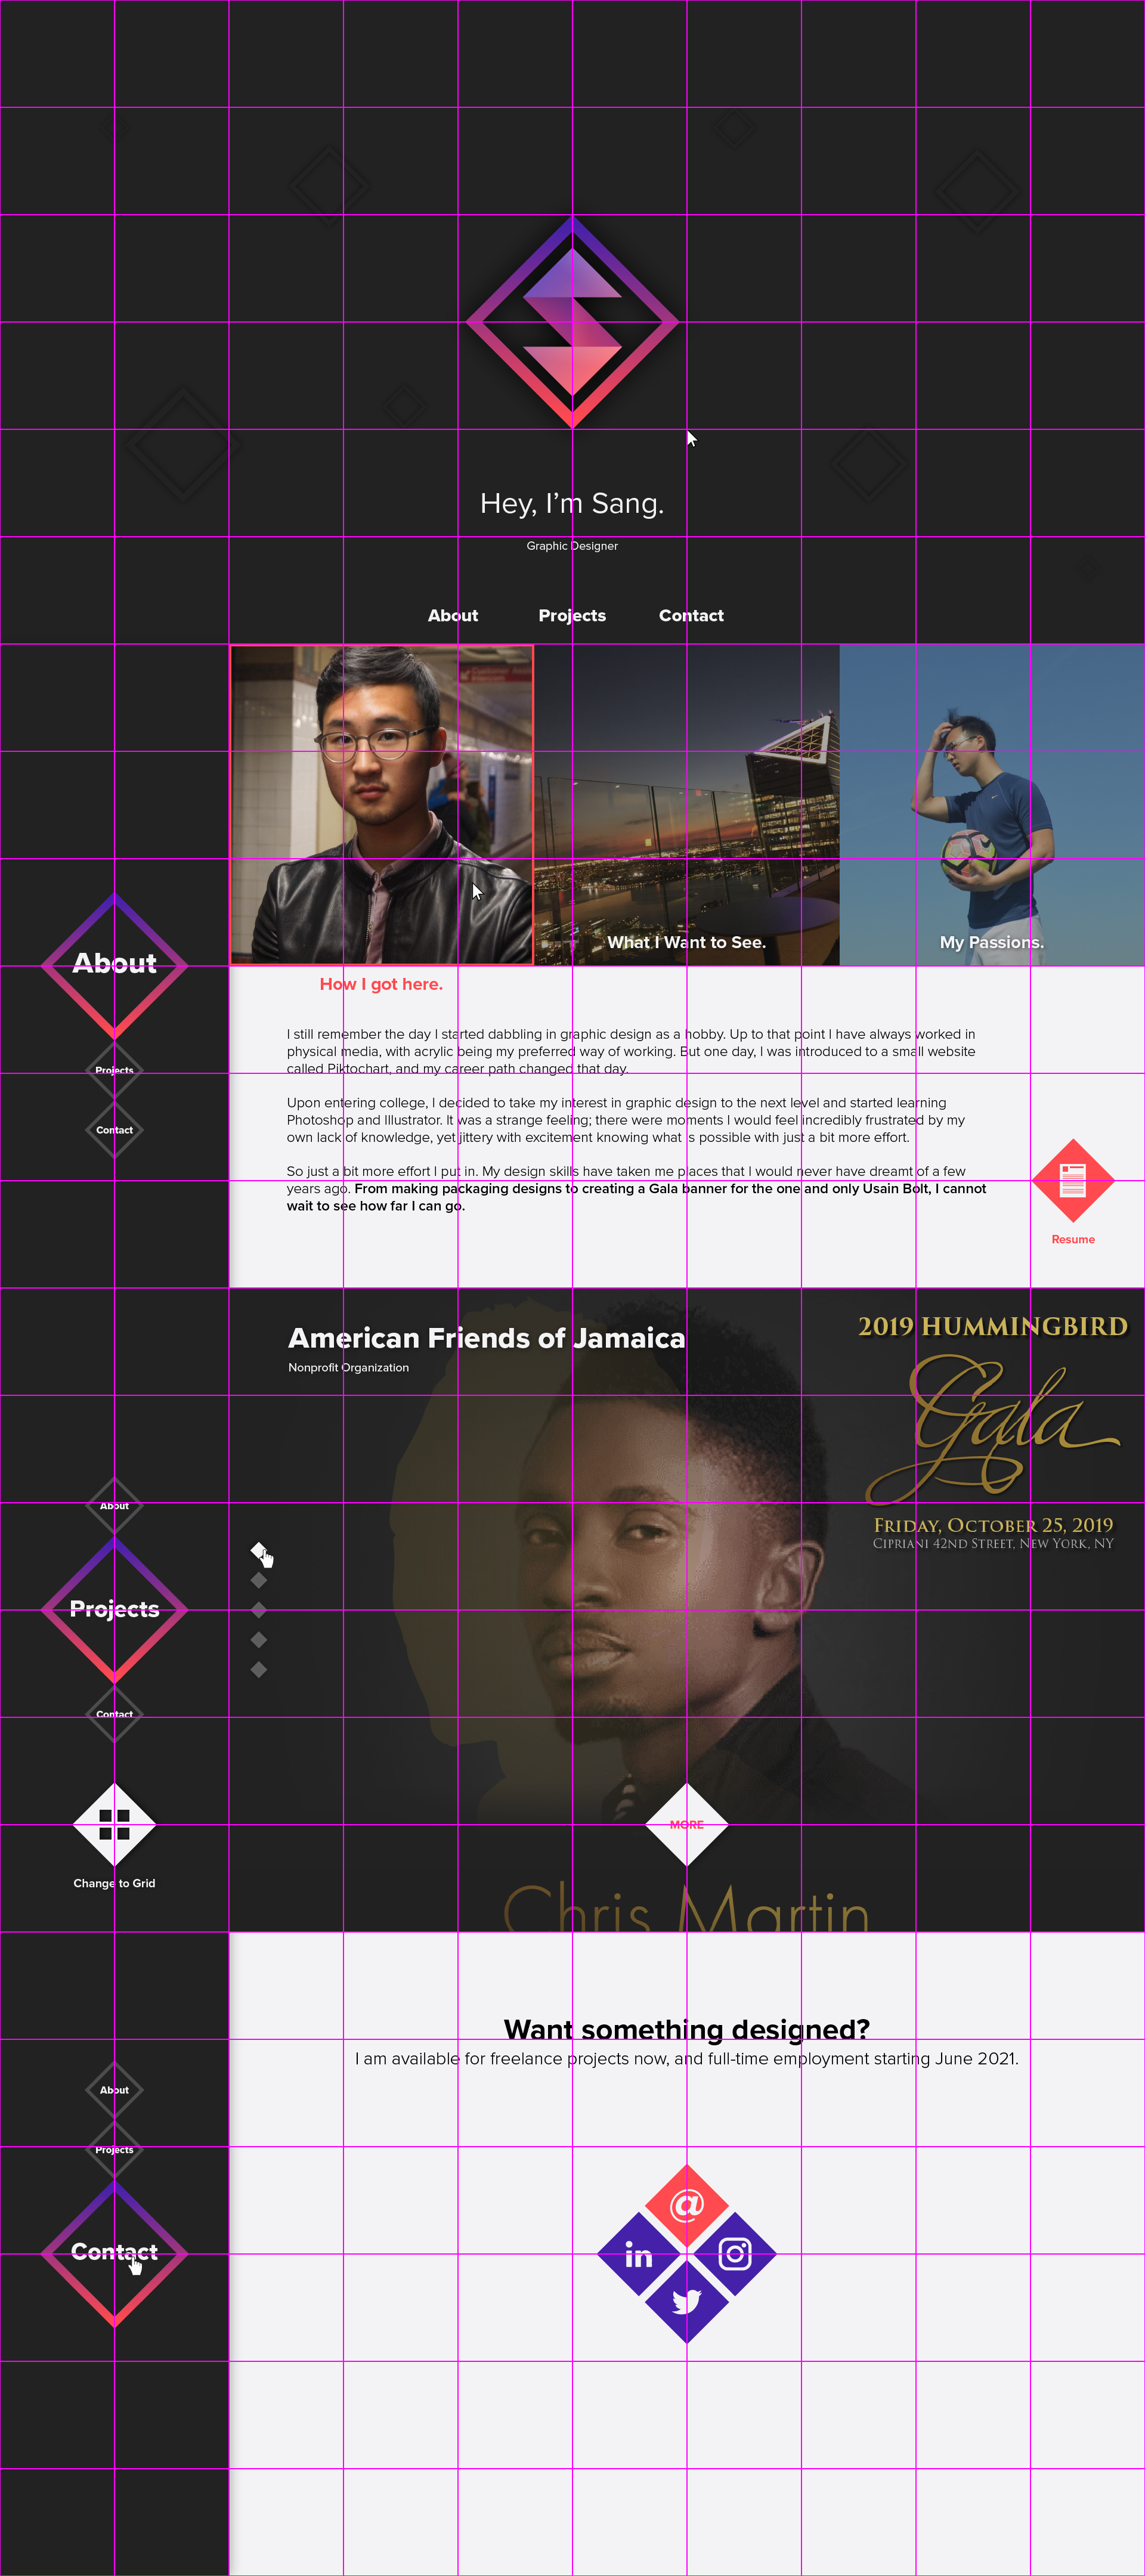 Hey, I'm Sang.
Graphic Designer
About
Projects
Contact
What I Want to See.
My Passions.
About
How I got here.
I still remember the day I started dabbling in graphic design as a hobby. Up to that point I have always worked in
physical media, with acrylic being my preferred way of working. But one day, I was introduced to a small website
called Piktochart, and my career path changed that day.
Projects
Upon entering college, I decided to take my interest in graphic design to the next level and started learning
Photoshop and Illustrator. It was a strange feeling; there were moments I would feel incredibly frustrated by my
own lack of knowledge, yet jittery with excitement knowing what is possible with just a bit more effort.
Contact
So just a bit more effort I put in. My design skills have taken me places that I would never have dreamt of a few
years ago. From making packaging designs to creating a Gala banner for the one and only Usain Bolt, I cannot
wait to see how far I can go.
Resume
American Friends of Jamaica
Nonprofit Organization
2019 HUMMINGBIRD
Gala
FRIDAY, OCTOBER 25, 2019
CIPRIANI 42ND STREET, NEW YORK, NY
About
Projects
Contact
MORE
Change to Grid
Chris Martin
Want something designed?
I am available for freelance projects now, and full-time employment starting June 2021.
About
Projects
Contact
@
in